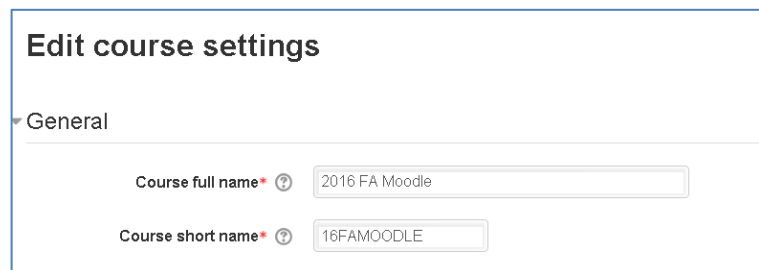 Edit course settings
General
Course full name* 2016 FA Moodle
Course short name* 16FAMOODLE